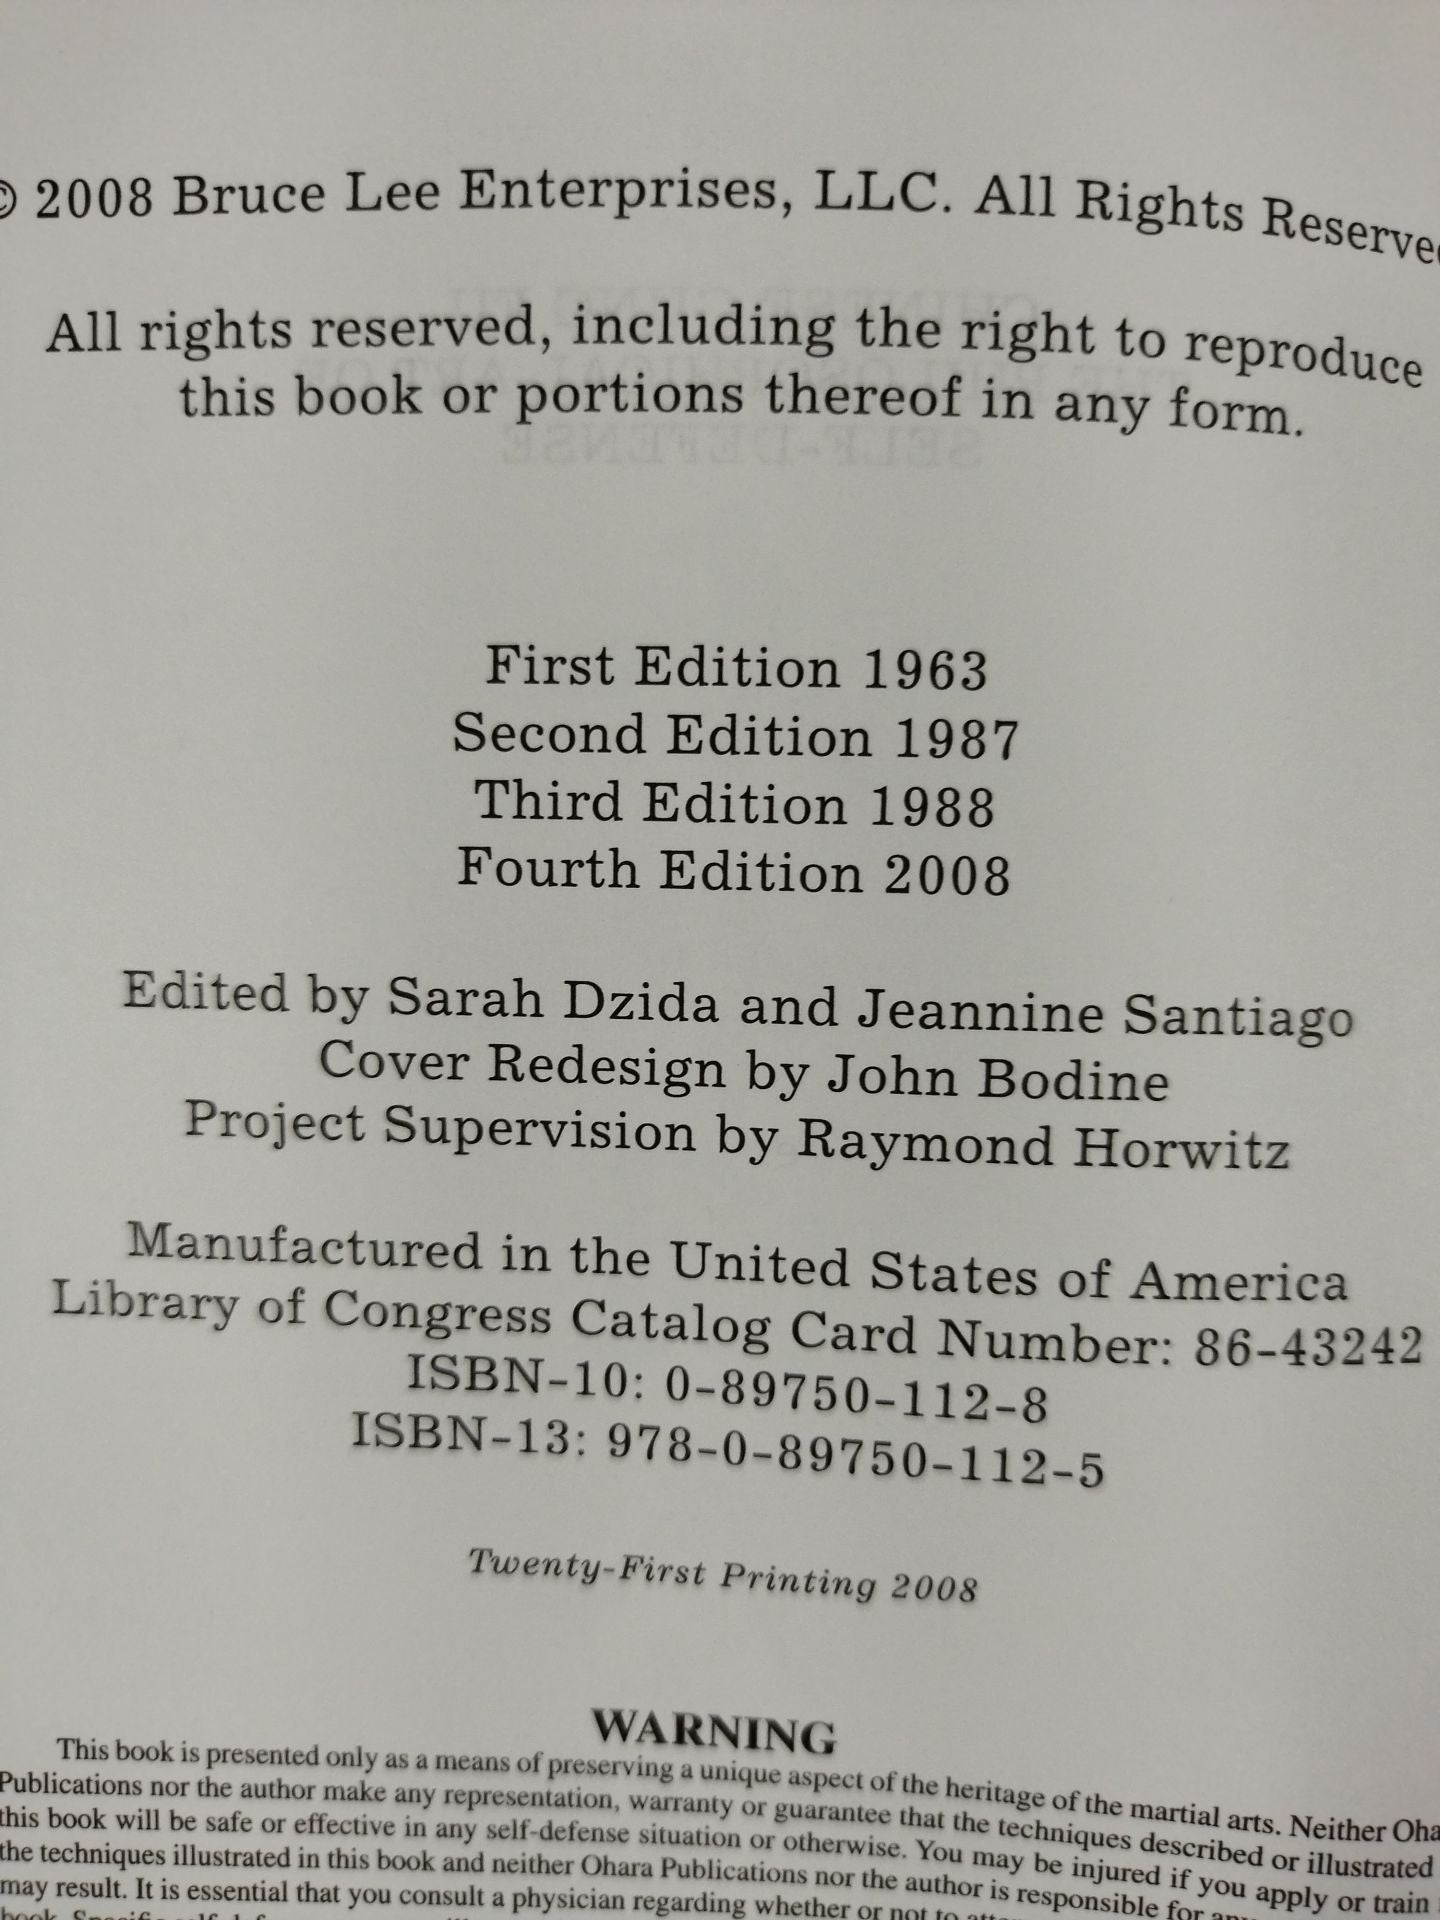 © 2008 Bruce Lee Enterprises, LLC. All Rights Reserved
All rights reserved, including the right to reproduce
this book or portions thereof in any form.
SELF-DEFENSE
First Edition 1963
Second Edition 1987
Third Edition 1988
Fourth Edition 2008
Edited by Sarah Dzida and Jeannine Santiago
Cover Redesign by John Bodine
Project Supervision by Raymond Horwitz
Manufactured in the United States of America
Library of Congress Catalog Card Number: 86-43242
ISBN-10: 0-89750-112-8
ISBN-13: 978-0-89750-112-5
Twenty-First Printing 2008
WARNING
This book is presented only as a means of preserving a unique aspect of the heritage of the martial arts. Neither Oha
Publications nor the author make any representation, warranty or guarantee that the techniques described or illustrated
this book will be safe or effective in any self-defense situation or otherwise. You may be injured if you apply or train
the techniques illustrated in this book and neither Ohara Publications nor the author is responsible for any
may result. It is essential that you consult a physician regarding whether or not to
book.